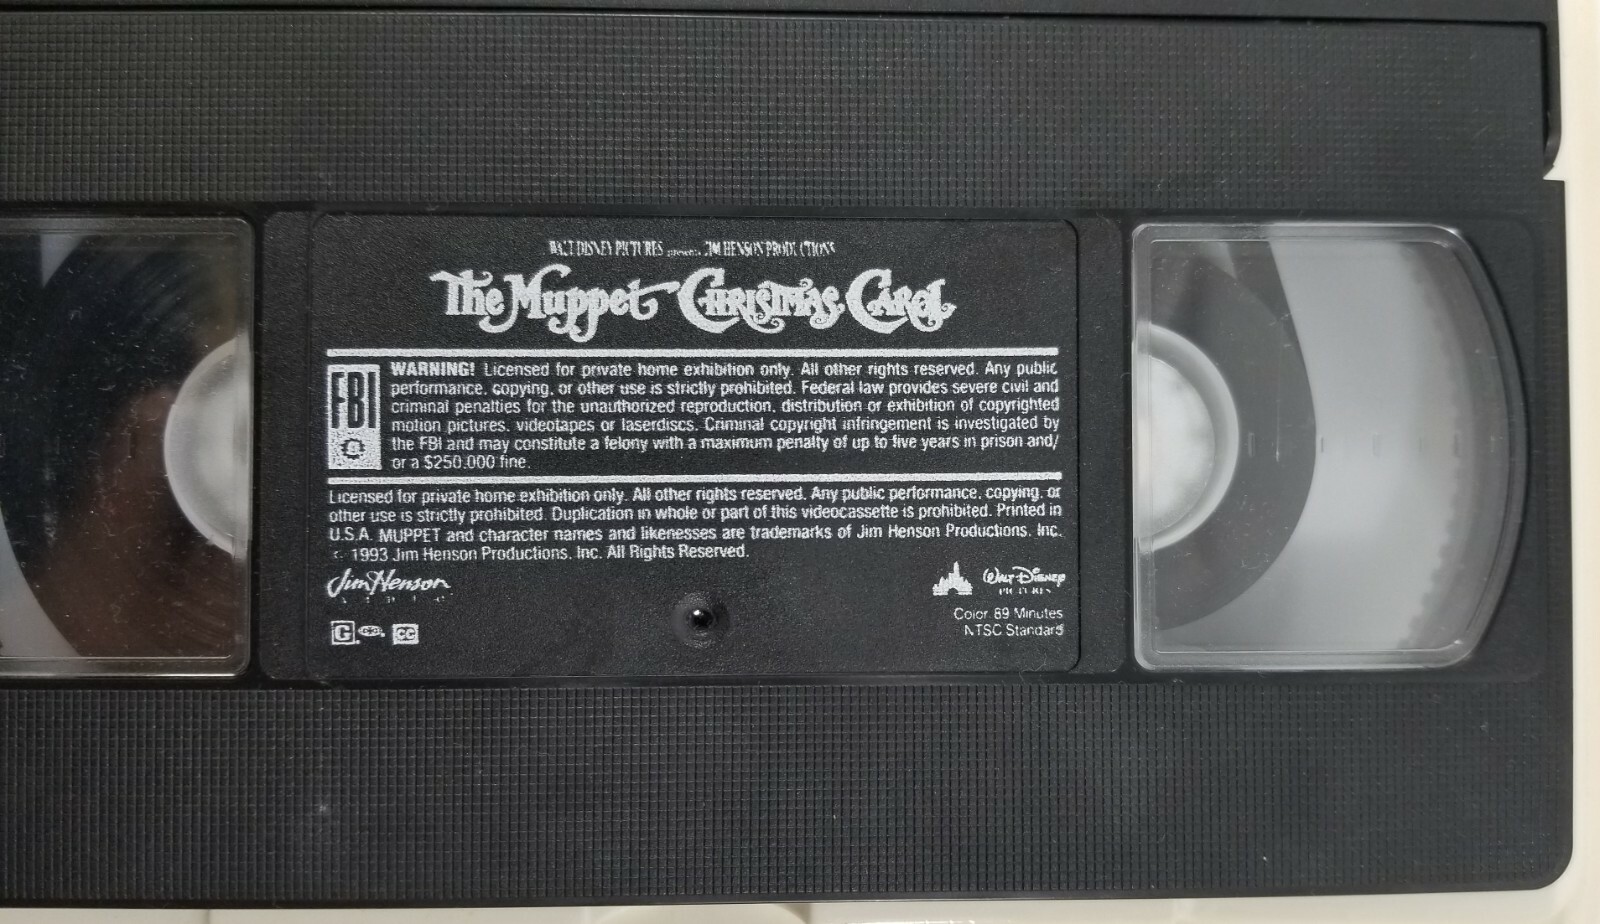 WALT DISNEY PICTURES presents JIM HENSON PRODUCTIONS
The Muppet Christmas Carol
FBI
WARNING! Licensed for private home exhibition only. All other rights reserved. Any public
performance, copying, or other use is strictly prohibited. Federal law provides severe civil and
criminal penalties for the unauthorized reproduction, distribution or exhibition of copyrighted
motion pictures, videotapes or laserdiscs. Criminal copyright infringement is investigated by
the FBI and may constitute a felony with a maximum penalty of up to five years in prison and/
or a $250,000 fine.
Licensed for private home exhibition only. All other rights reserved. Any public performance, copying, or
other use is strictly prohibited. Duplication in whole or part of this videocassette is prohibited. Printed in
U.S.A. MUPPET and character names and likenesses are trademarks of Jim Henson Productions, Inc.
© 1993 Jim Henson Productions, Inc. All Rights Reserved.
Jim Henson
Walt Disney
PICTURES
G CC
Color 89 Minutes
NTSC Standard